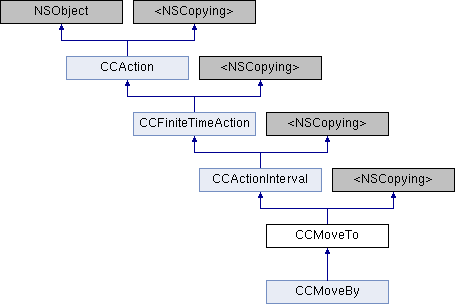 NSObject
<NSCopying>
CCAction
<NSCopying>
CCFiniteTimeAction
<NSCopying>
CCActionInterval
<NSCopying>
CCMoveTo
CCMoveBy